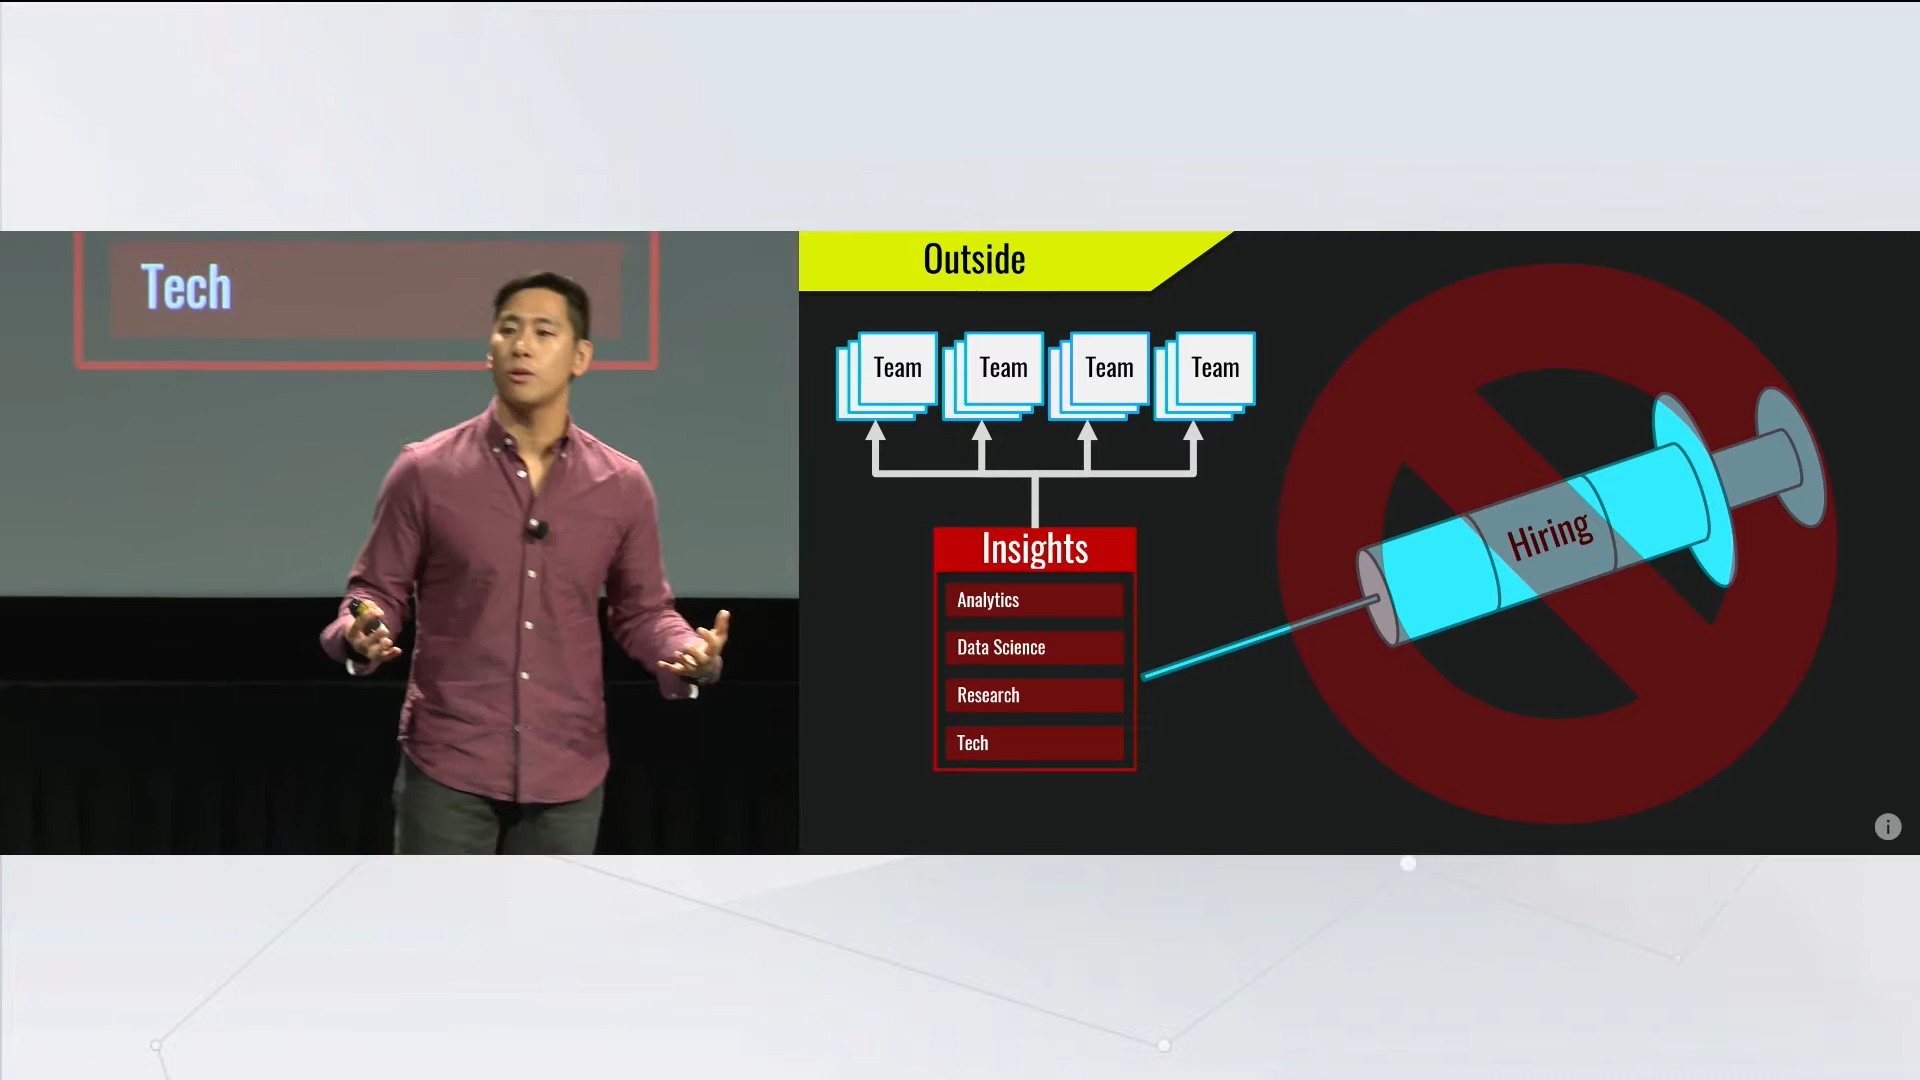 Tech
Outside
Team Team Team Team
Insights
Analytics
Data Science
Research
Tech
Hiring
i